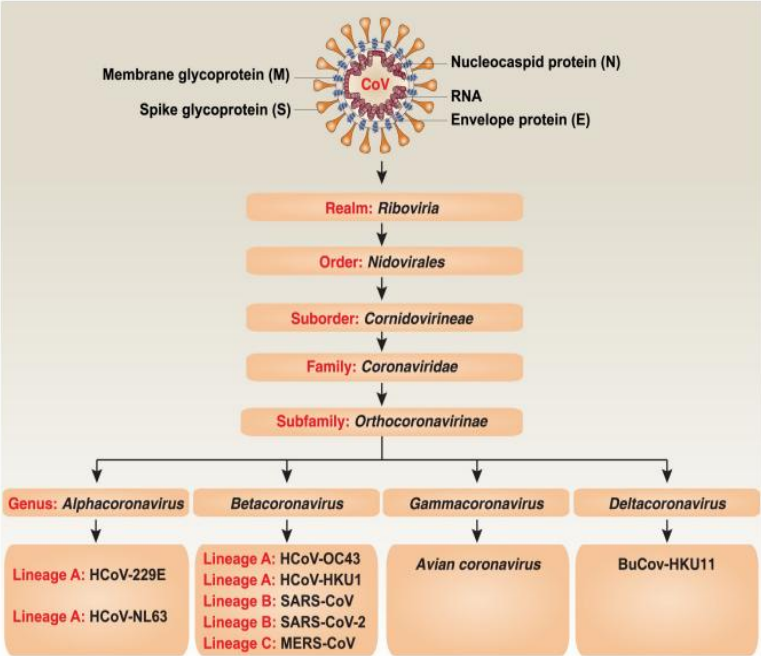 Membrane glycoprotein (M)
Spike glycoprotein (S)
CoV
Nucleocaspid protein (N)
RNA
Envelope protein (E)
Realm: Riboviria
Order: Nidovirales
Suborder: Cornidovirineae
Family: Coronaviridae
Subfamily: Orthocoronavirinae
Genus: Alphacoronavirus
Betacoronavirus
Gammacoronavirus
Deltacoronavirus
Lineage A: HCoV-229E
Lineage A: HCoV-NL63
Lineage A: HCoV-OC43
Lineage A: HCoV-HKU1
Lineage B: SARS-CoV
Lineage B: SARS-CoV-2
Lineage C: MERS-CoV
Avian coronavirus
BuCov-HKU11